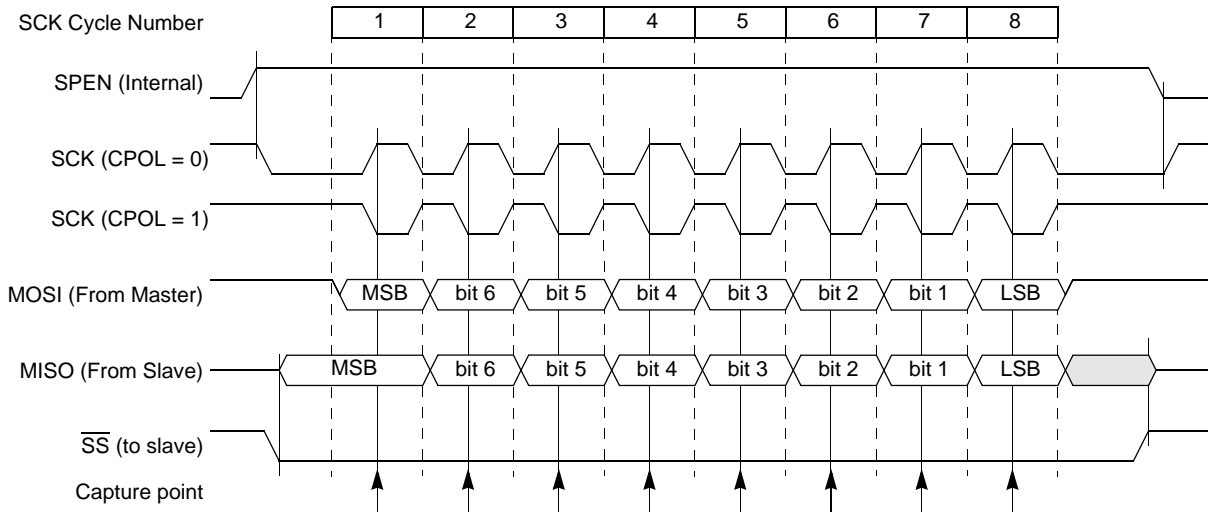 SCK Cycle Number 1 2 3 4 5 6 7 8
SPEN (Internal)
SCK (CPOL = 0)
SCK (CPOL = 1)
MOSI (From Master) MSB bit 6 bit 5 bit 4 bit 3 bit 2 bit 1 LSB
MISO (From Slave) MSB bit 6 bit 5 bit 4 bit 3 bit 2 bit 1 LSB
SS (to slave)
Capture point